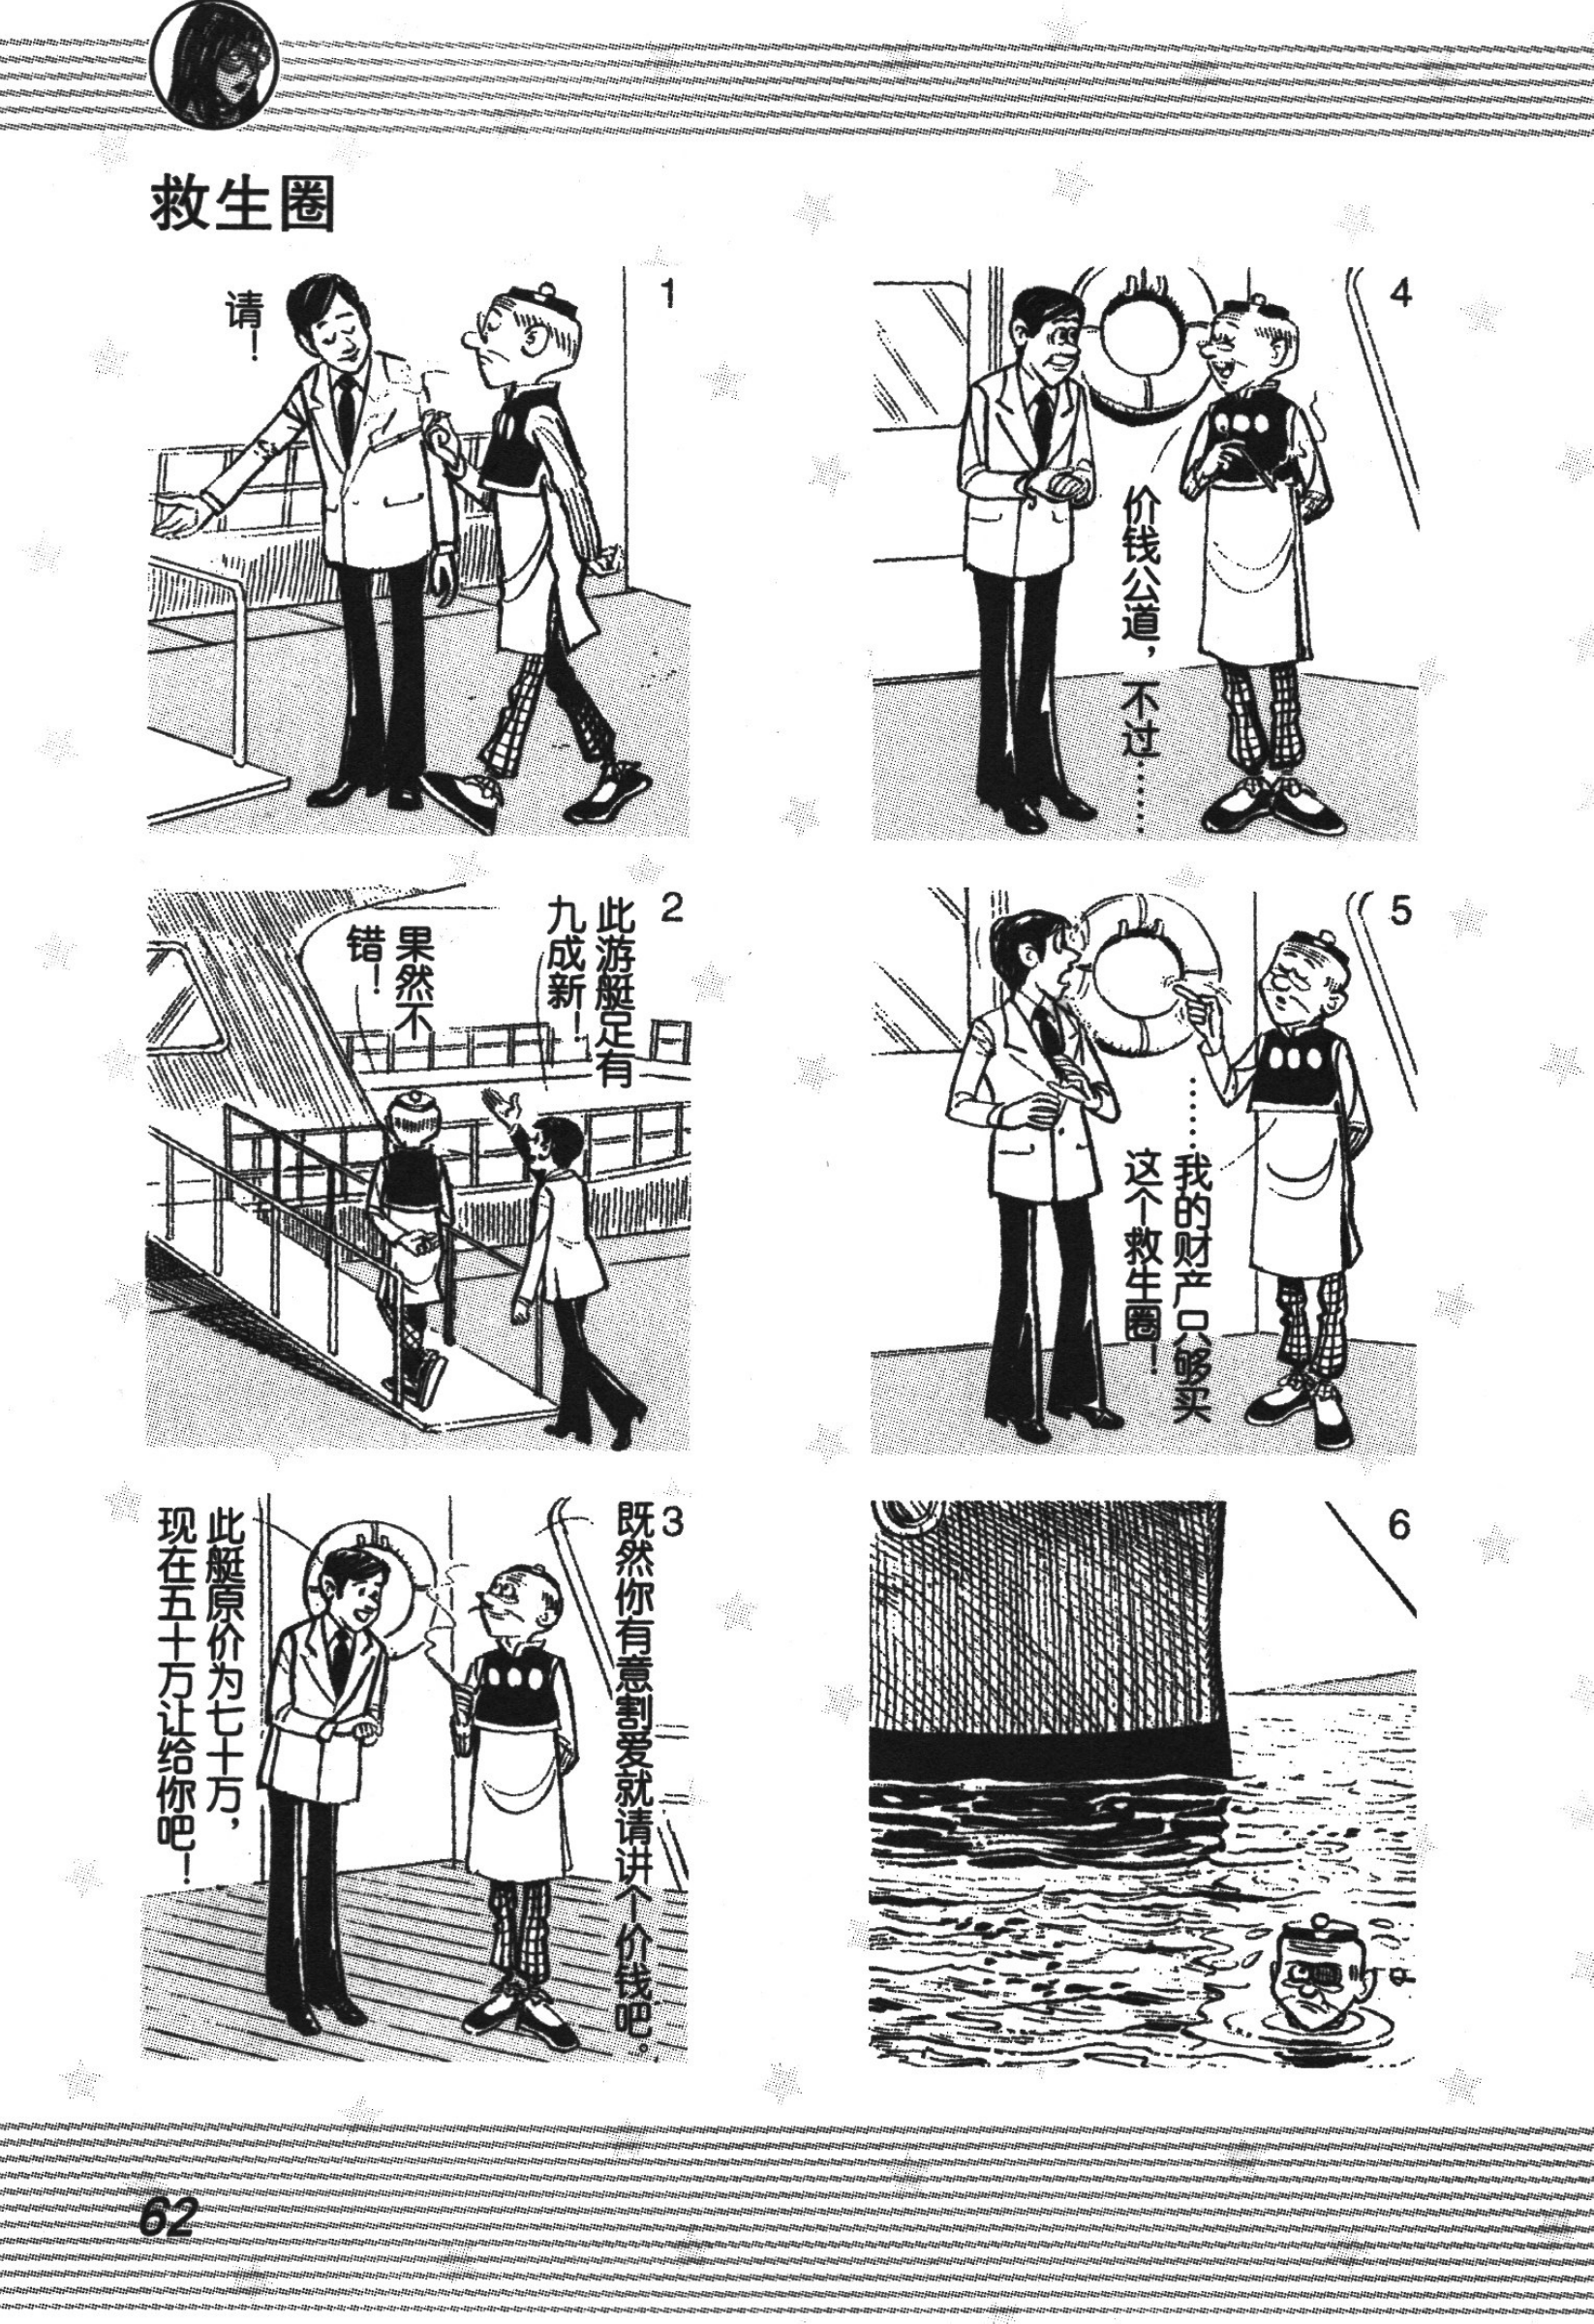 救生圈
1
请！
2
此游艇足有
九成新！
果然不
错！
3
既然你有意割爱就请讲个价钱吧。
此艇原价为七十万，
现在五十万让给你吧！
4
价钱公道，不过……
5
……我的财产只够买
这个救生圈！
6
62